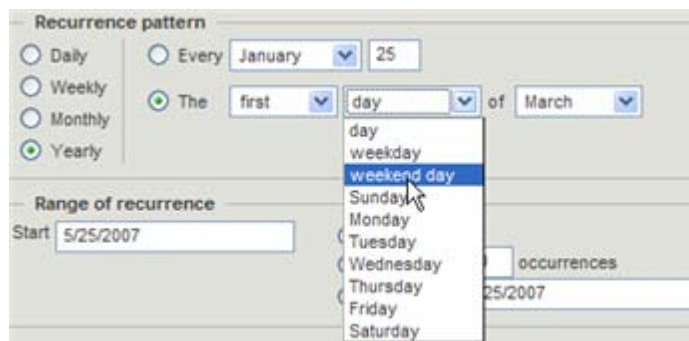 Recurrence pattern
Daily
Every January 25
Weekly
The first day of March
Monthly
Yearly
day
weekday
weekend day
Sunday
Monday
Tuesday
Wednesday
Thursday
Friday
Saturday
Range of recurrence
Start 5/25/2007
occurrences
25/2007